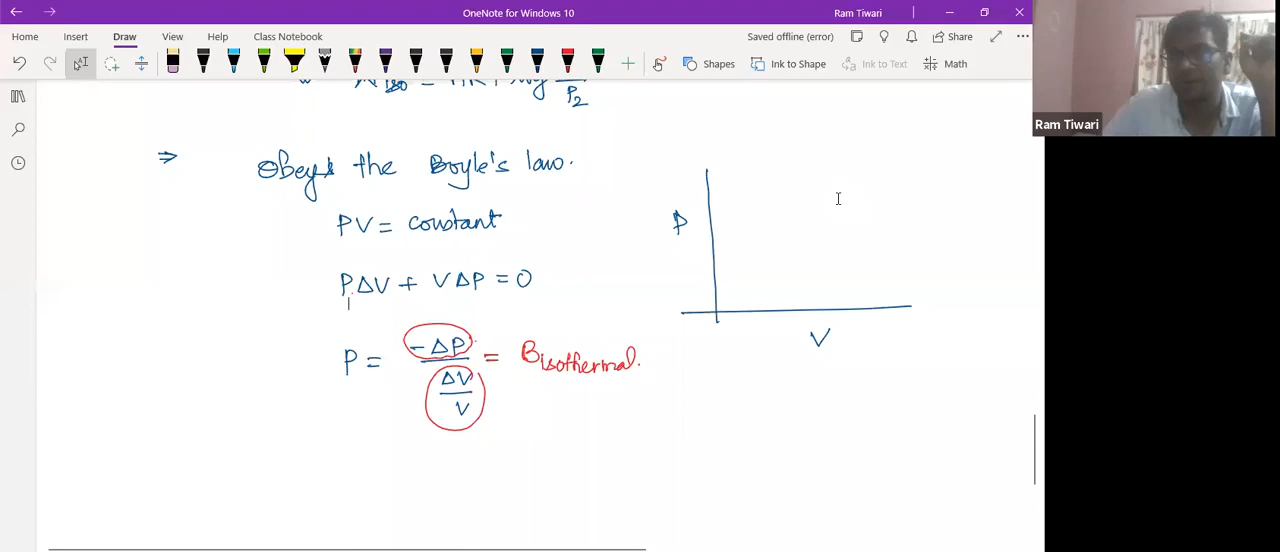 OneNote for Windows 10
Ram Tiwari
Home Insert Draw View Help Class Notebook
Saved offline (error) Share
Shapes Ink to Shape Ink to Text Math
Ram Tiwari
P₂
⇒ Obeys the Boyle's law.
PV = constant
P
PΔV + VΔP = 0
V
P = -ΔP / (ΔV/V) = B isothermal.